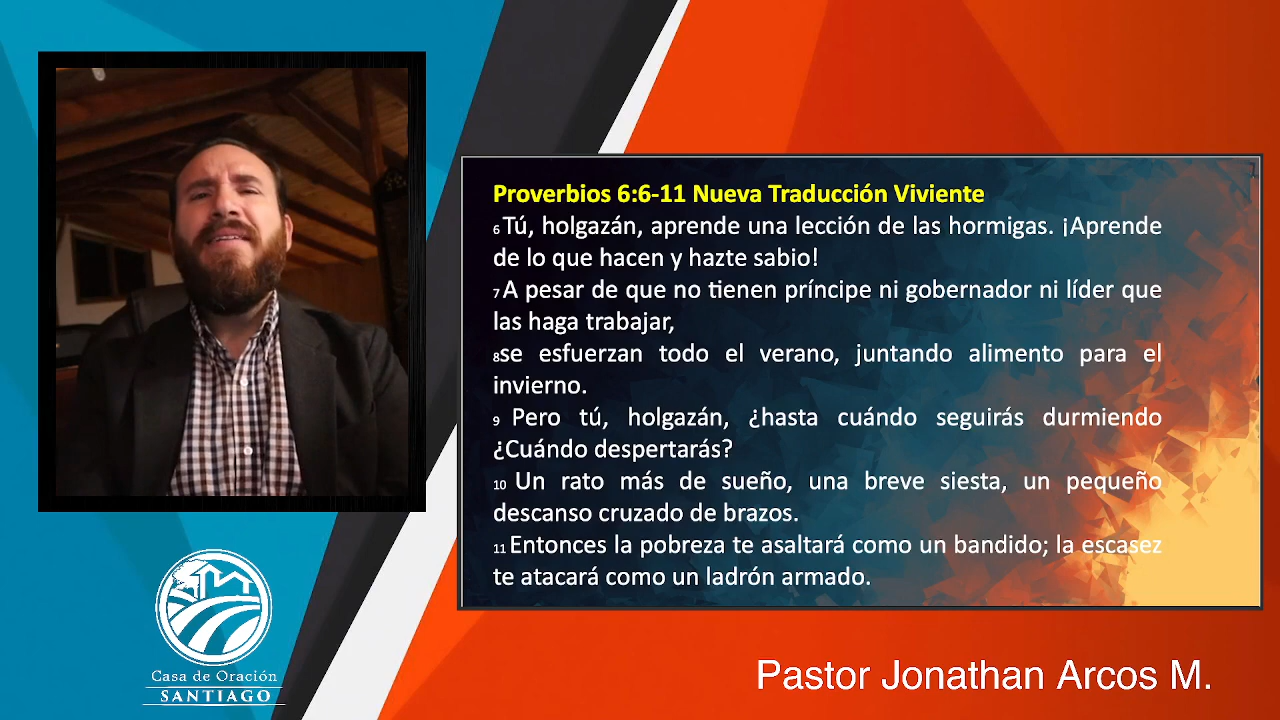 Proverbios 6:6-11 Nueva Traducción Viviente
6 Tú, holgazán, aprende una lección de las hormigas. ¡Aprende
de lo que hacen y hazte sabio!
7 A pesar de que no tienen príncipe ni gobernador ni líder que
las haga trabajar,
8se esfuerzan todo el verano, juntando alimento para el
invierno.
9 Pero tú, holgazán, ¿hasta cuándo seguirás durmiendo
¿Cuándo despertarás?
10 Un rato más de sueño, una breve siesta, un pequeño
descanso cruzado de brazos.
11 Entonces la pobreza te asaltará como un bandido; la escasez
te atacará como un ladrón armado.
Casa de Oración
SANTIAGO
Pastor Jonathan Arcos M.